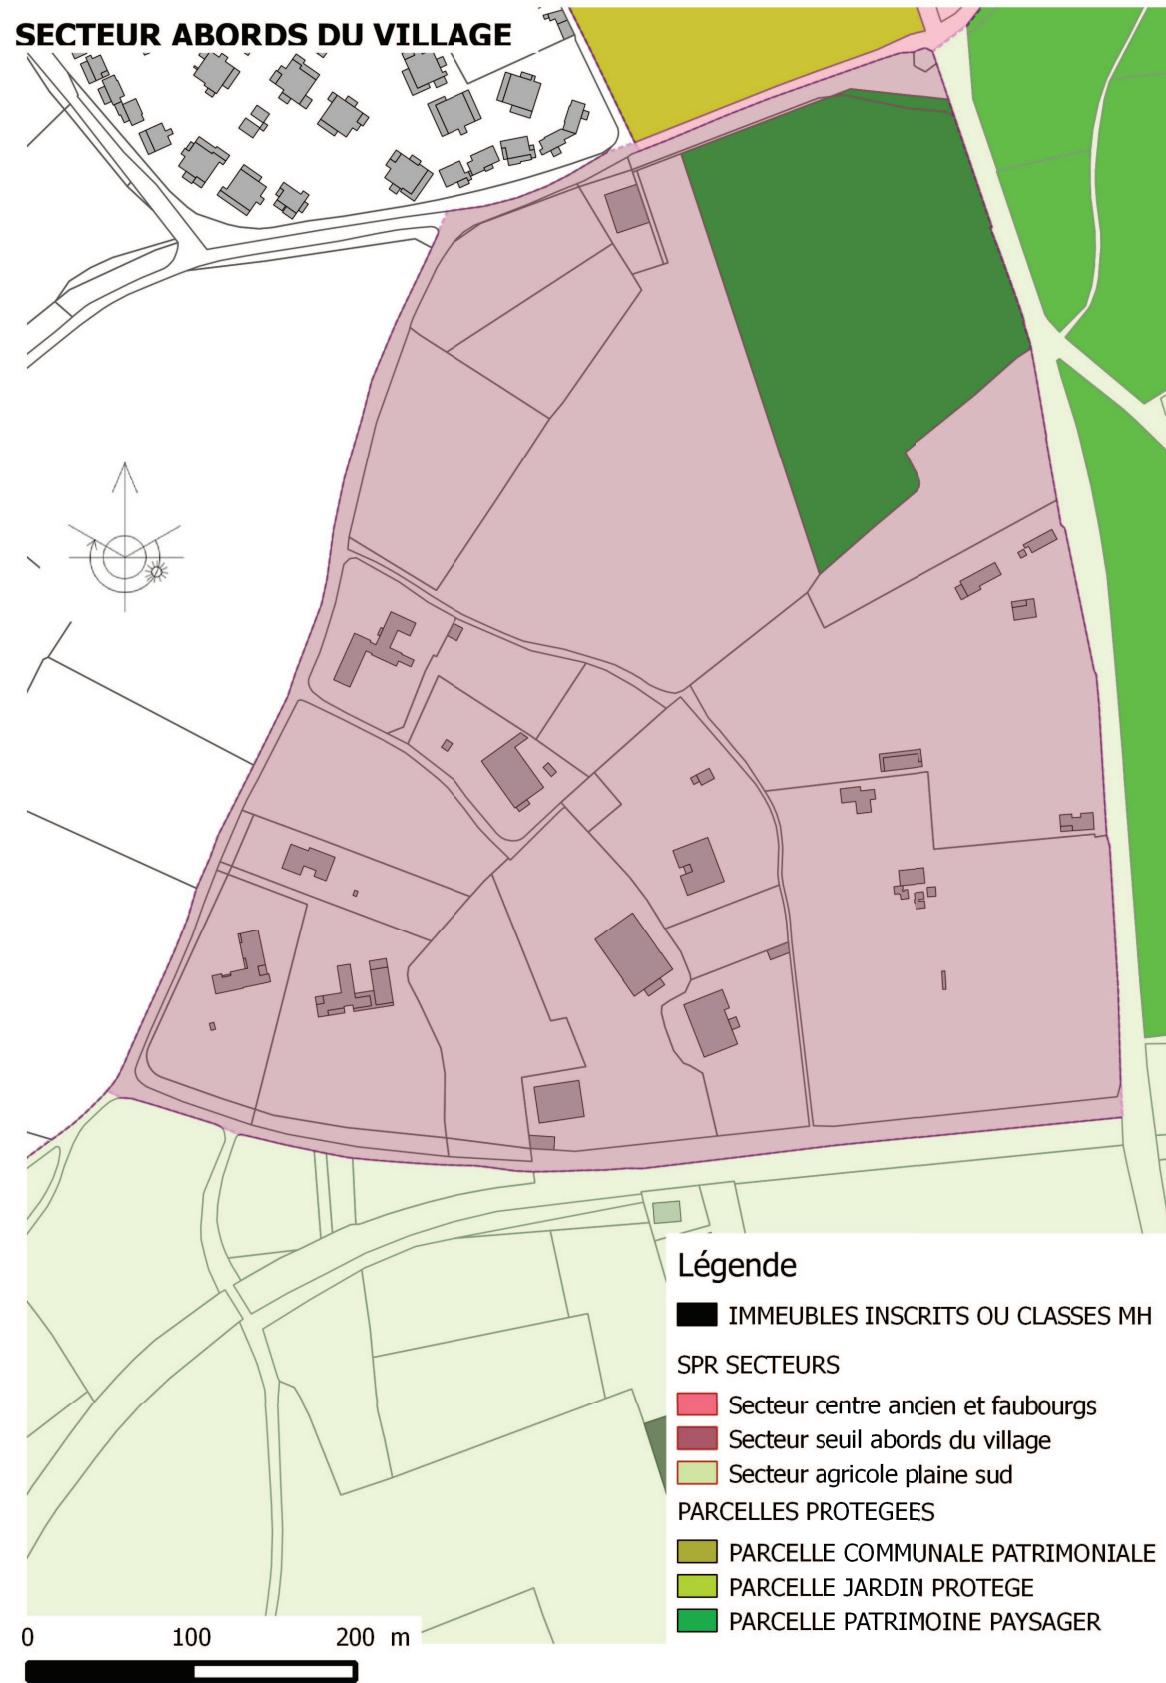 SECTEUR ABORDS DU VILLAGE
Légende
IMMEUBLES INSCRITS OU CLASSES MH
SPR SECTEURS
Secteur centre ancien et faubourgs
Secteur seuil abords du village
Secteur agricole plaine sud
PARCELLES PROTEGEES
PARCELLE COMMUNALE PATRIMONIALE
PARCELLE JARDIN PROTEGE
PARCELLE PATRIMOINE PAYSAGER
0 100 200 m